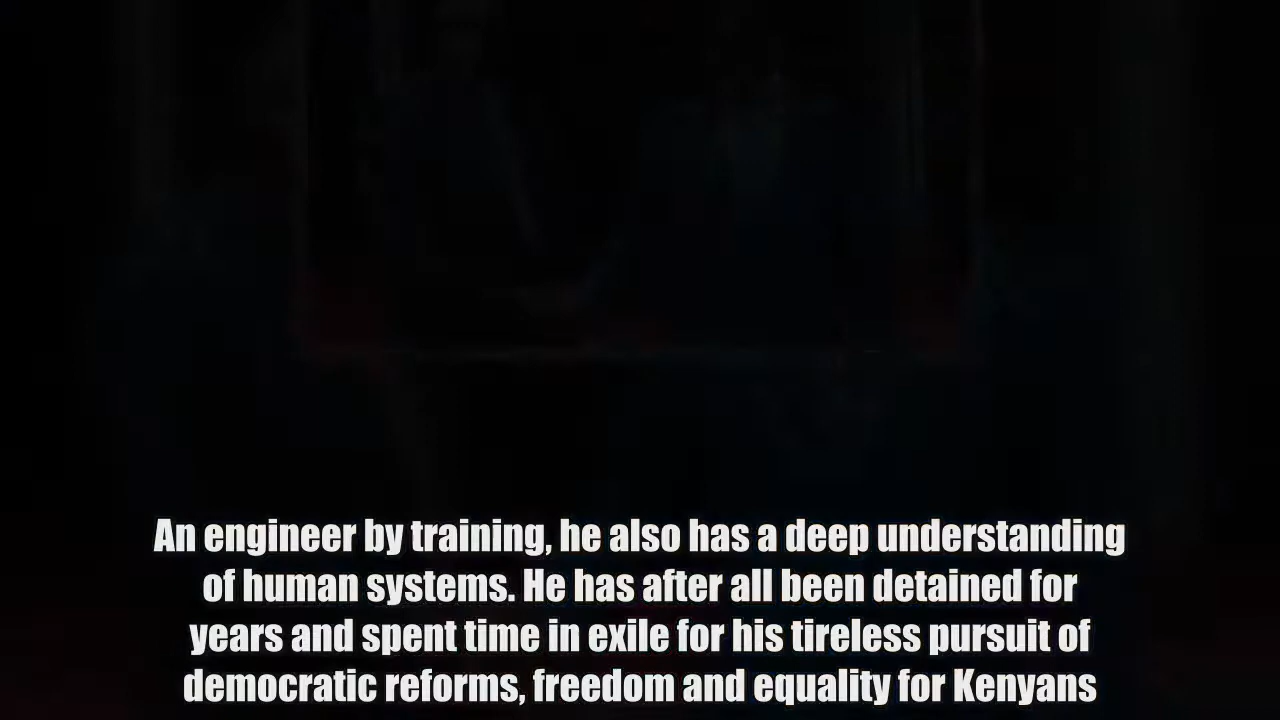 An engineer by training, he also has a deep understanding
of human systems. He has after all been detained for
years and spent time in exile for his tireless pursuit of
democratic reforms, freedom and equality for Kenyans